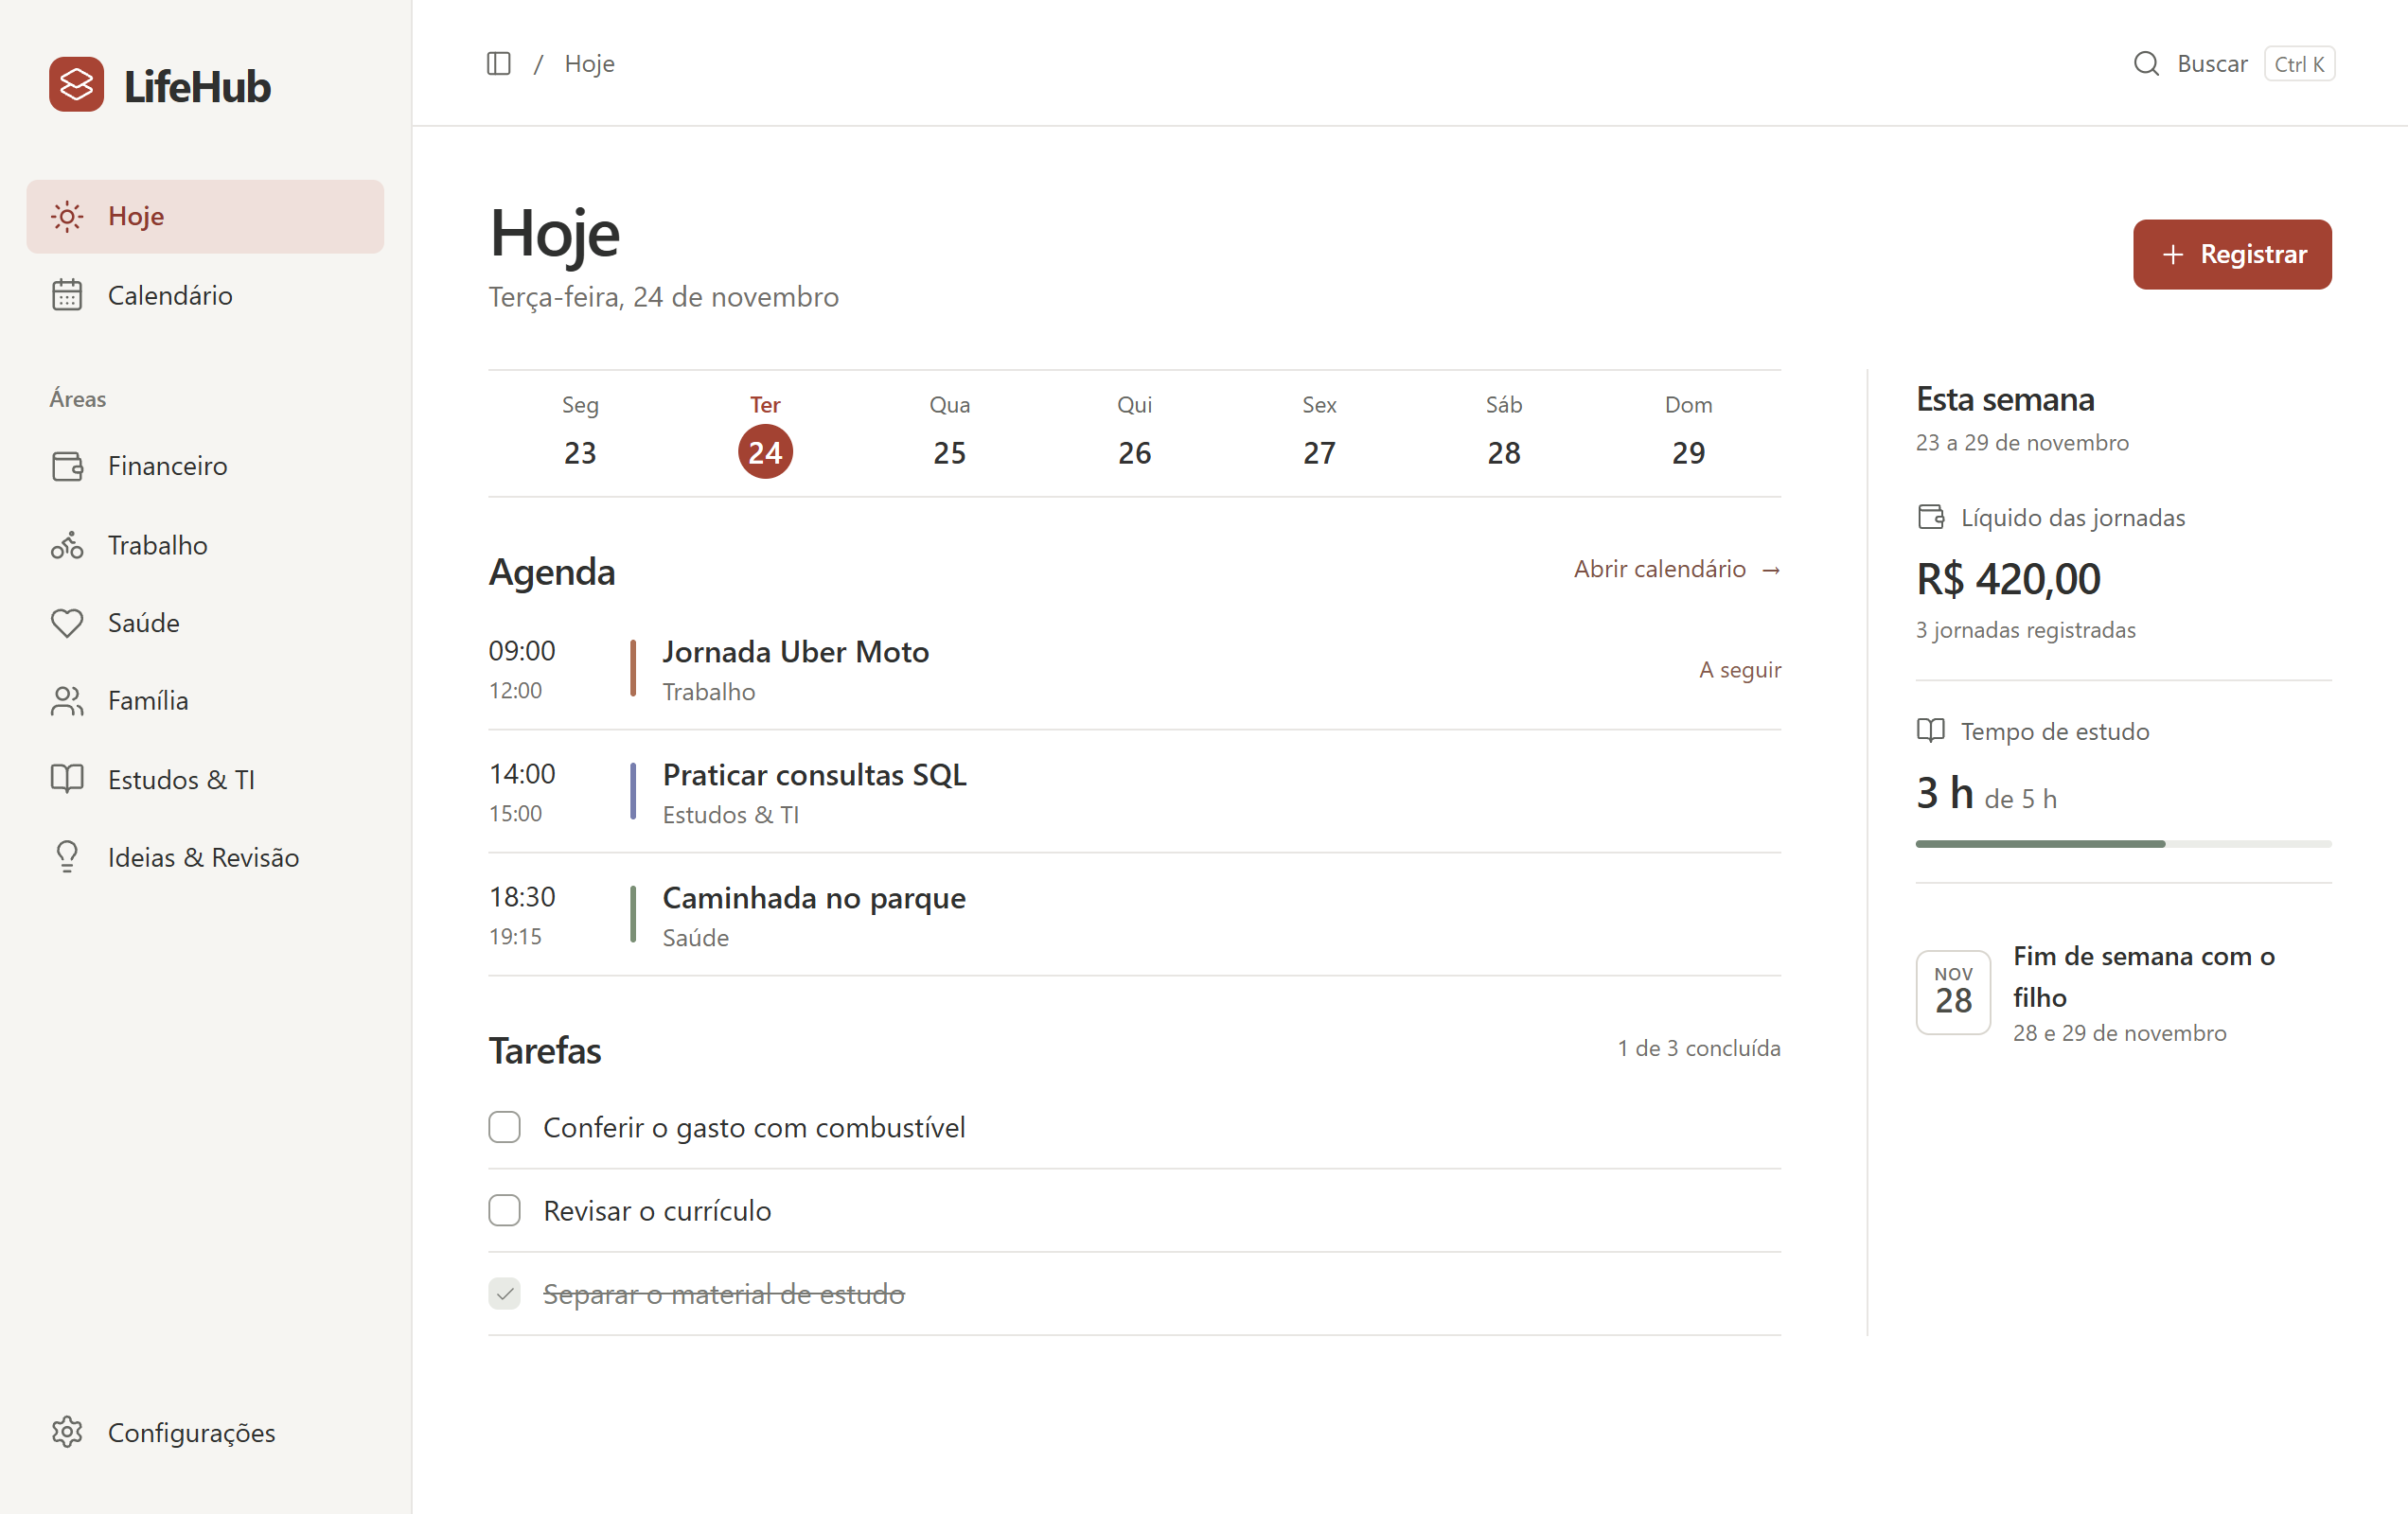 LifeHub
Hoje
Calendário
Áreas
Financeiro
Trabalho
Saúde
Família
Estudos & TI
Ideias & Revisão
Configurações
/ Hoje
Buscar Ctrl K
Hoje
Terça-feira, 24 de novembro
+ Registrar
Seg Ter Qua Qui Sex Sáb Dom
23 24 25 26 27 28 29
Agenda
Abrir calendário →
09:00 Jornada Uber Moto
12:00 Trabalho
A seguir
14:00 Praticar consultas SQL
15:00 Estudos & TI
18:30 Caminhada no parque
19:15 Saúde
Tarefas
1 de 3 concluída
Conferir o gasto com combustível
Revisar o currículo
Separar o material de estudo
Esta semana
23 a 29 de novembro
Líquido das jornadas
R$ 420,00
3 jornadas registradas
Tempo de estudo
3 h de 5 h
NOV
28
Fim de semana com o
filho
28 e 29 de novembro